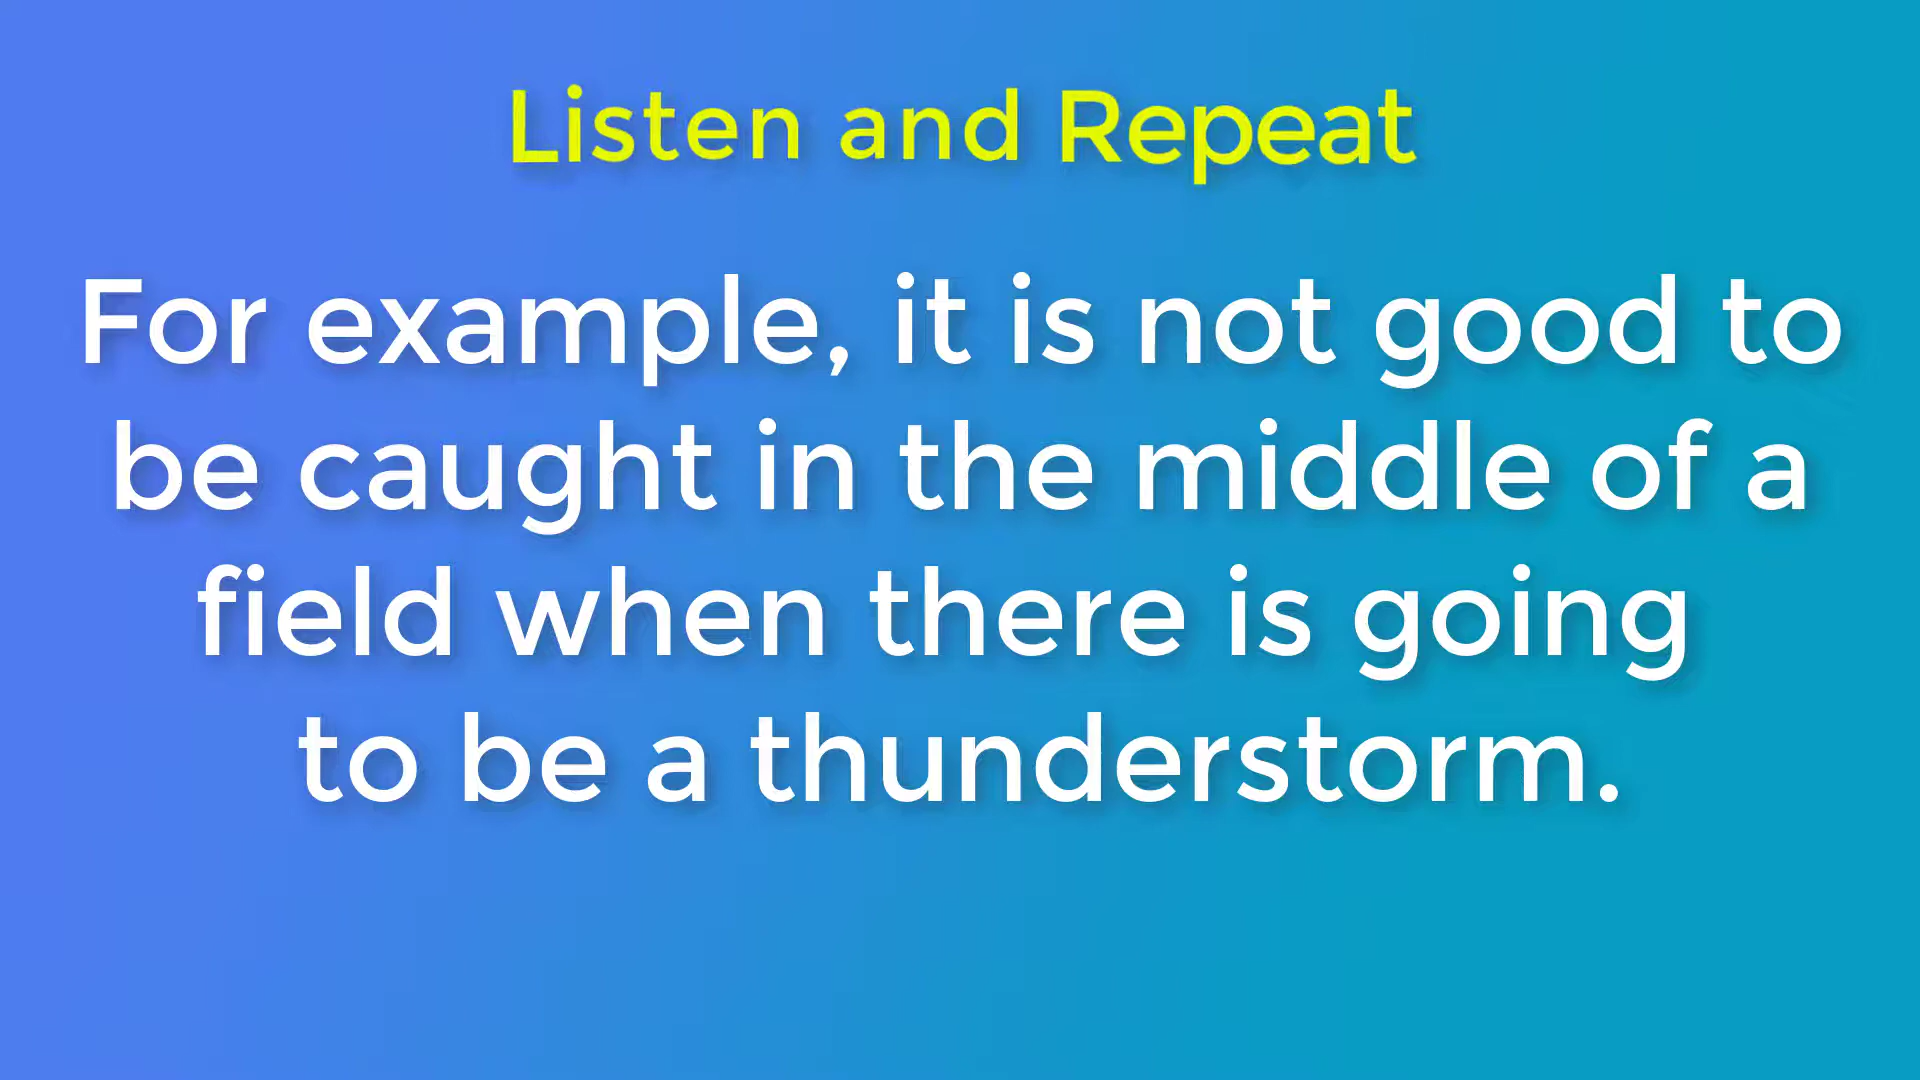 Listen and Repeat
For example, it is not good to
be caught in the middle of a
field when there is going
to be a thunderstorm.